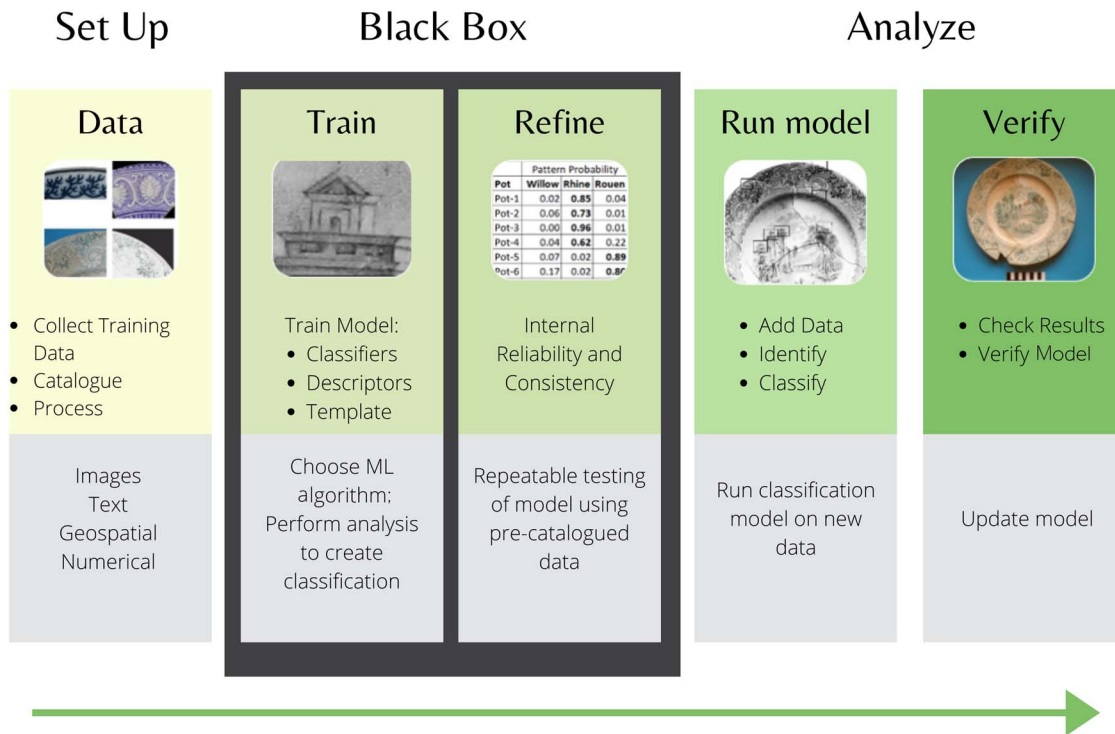 Set Up
Black Box
Analyze
Data
Collect Training
Data
Catalogue
Process
Images
Text
Geospatial
Numerical
Train
Train Model:
Classifiers
Descriptors
Template
Choose ML
algorithm;
Perform analysis
to create
classification
Refine
Pattern Probability
Pot Willow Rhine Rouen
Pot-1 0.02 0.85 0.04
Pot-2 0.06 0.73 0.01
Pot-3 0.00 0.96 0.01
Pot-4 0.04 0.62 0.22
Pot-5 0.07 0.02 0.89
Pot-6 0.17 0.02
Internal
Reliability and
Consistency
Repeatable testing
of model using
pre-catalogued
data
Run model
Add Data
Identify
Classify
Run classification
model on new
data
Verify
Check Results
Verify Model
Update model